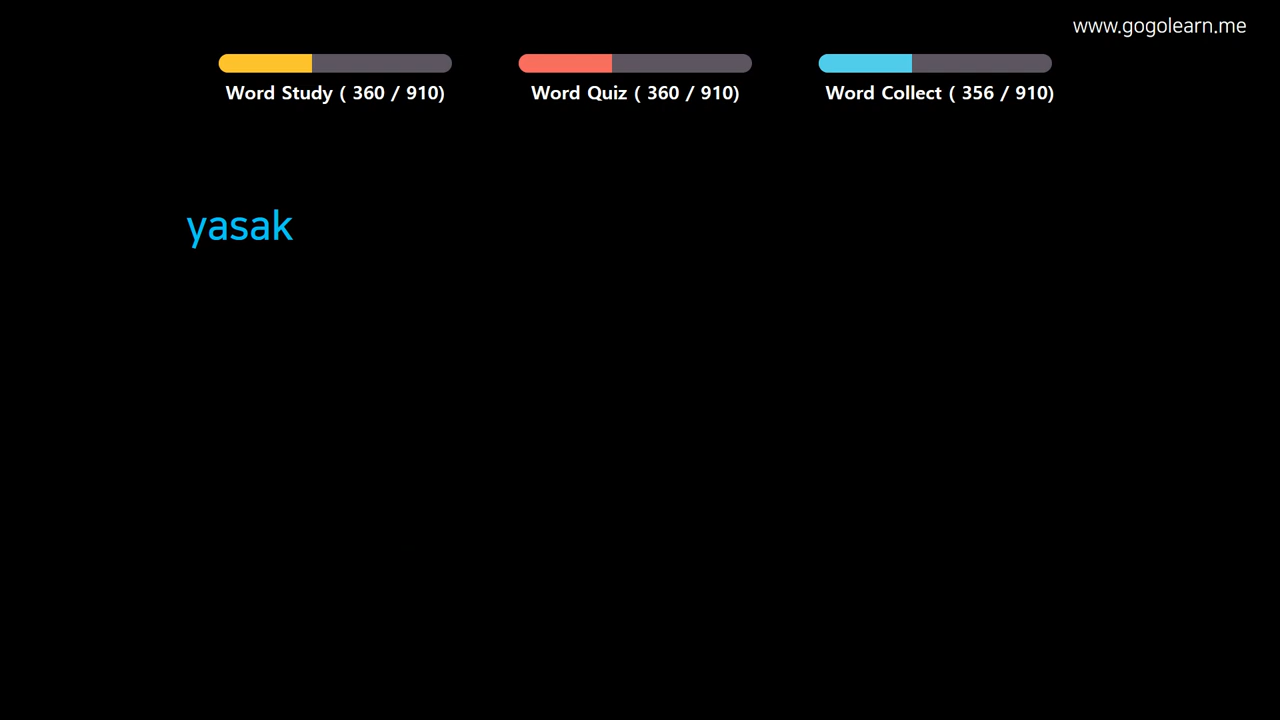 www.gogolearn.me
Word Study ( 360 / 910)
Word Quiz ( 360 / 910)
Word Collect ( 356 / 910)
yasak